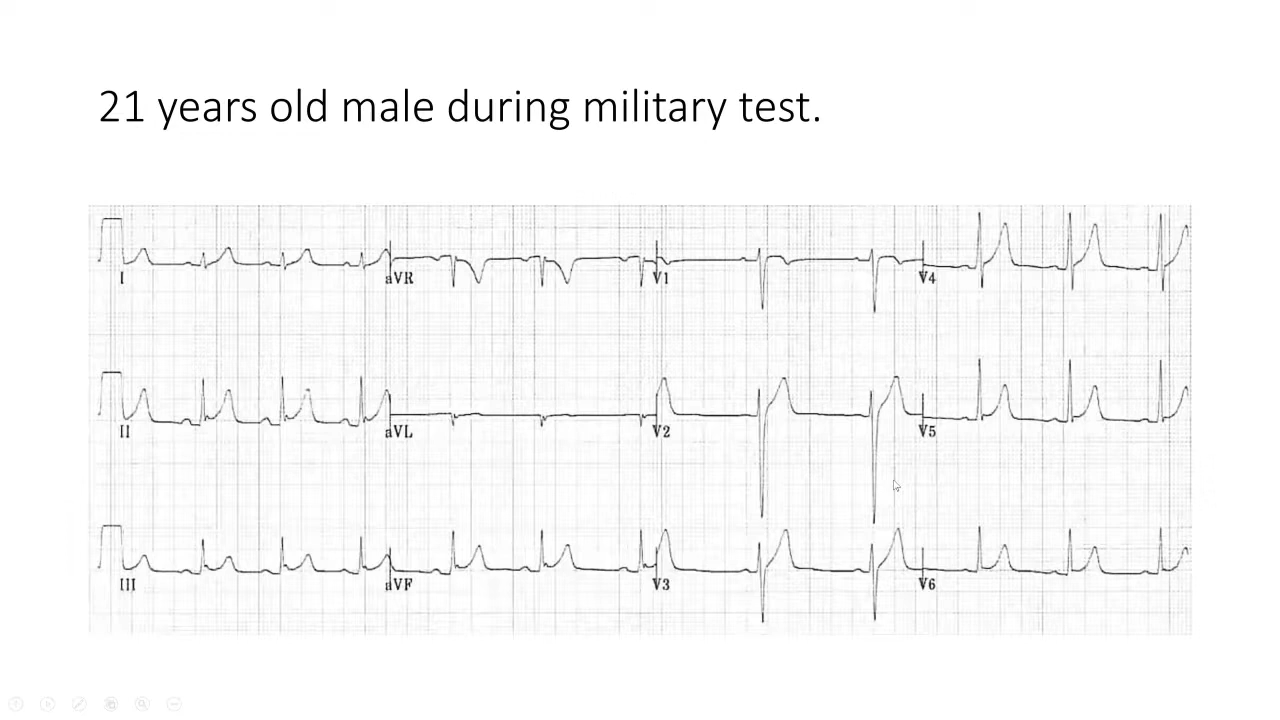 21 years old male during military test.
I aVR V1 V4
II aVL V2 V5
III aVF V3 V6